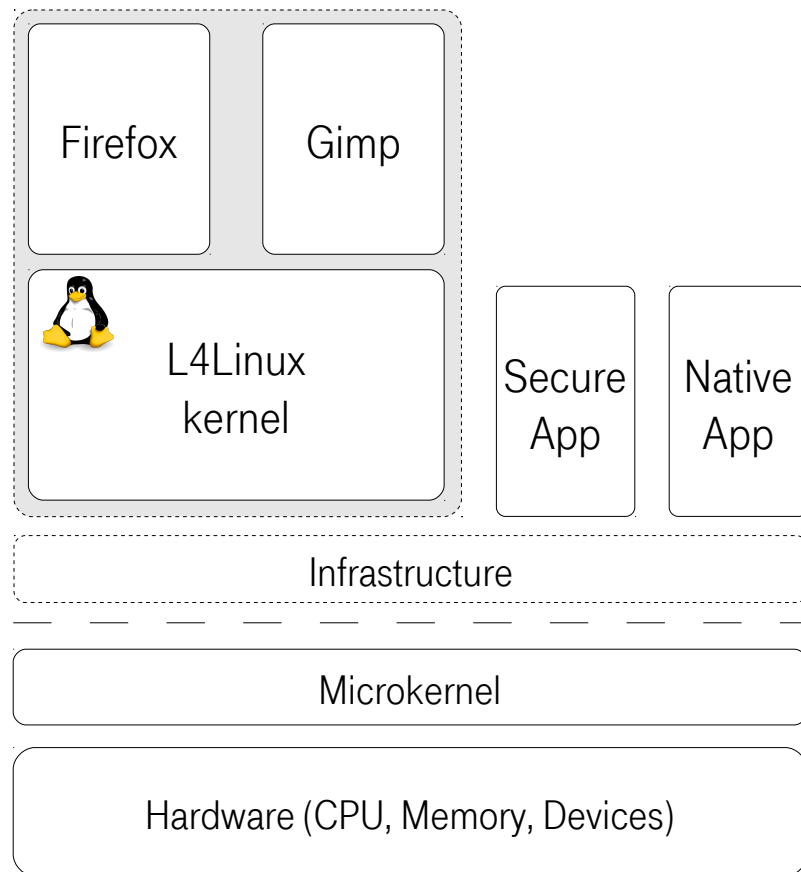 Firefox
Gimp
L4Linux
kernel
Secure
App
Native
App
Infrastructure
Microkernel
Hardware (CPU, Memory, Devices)